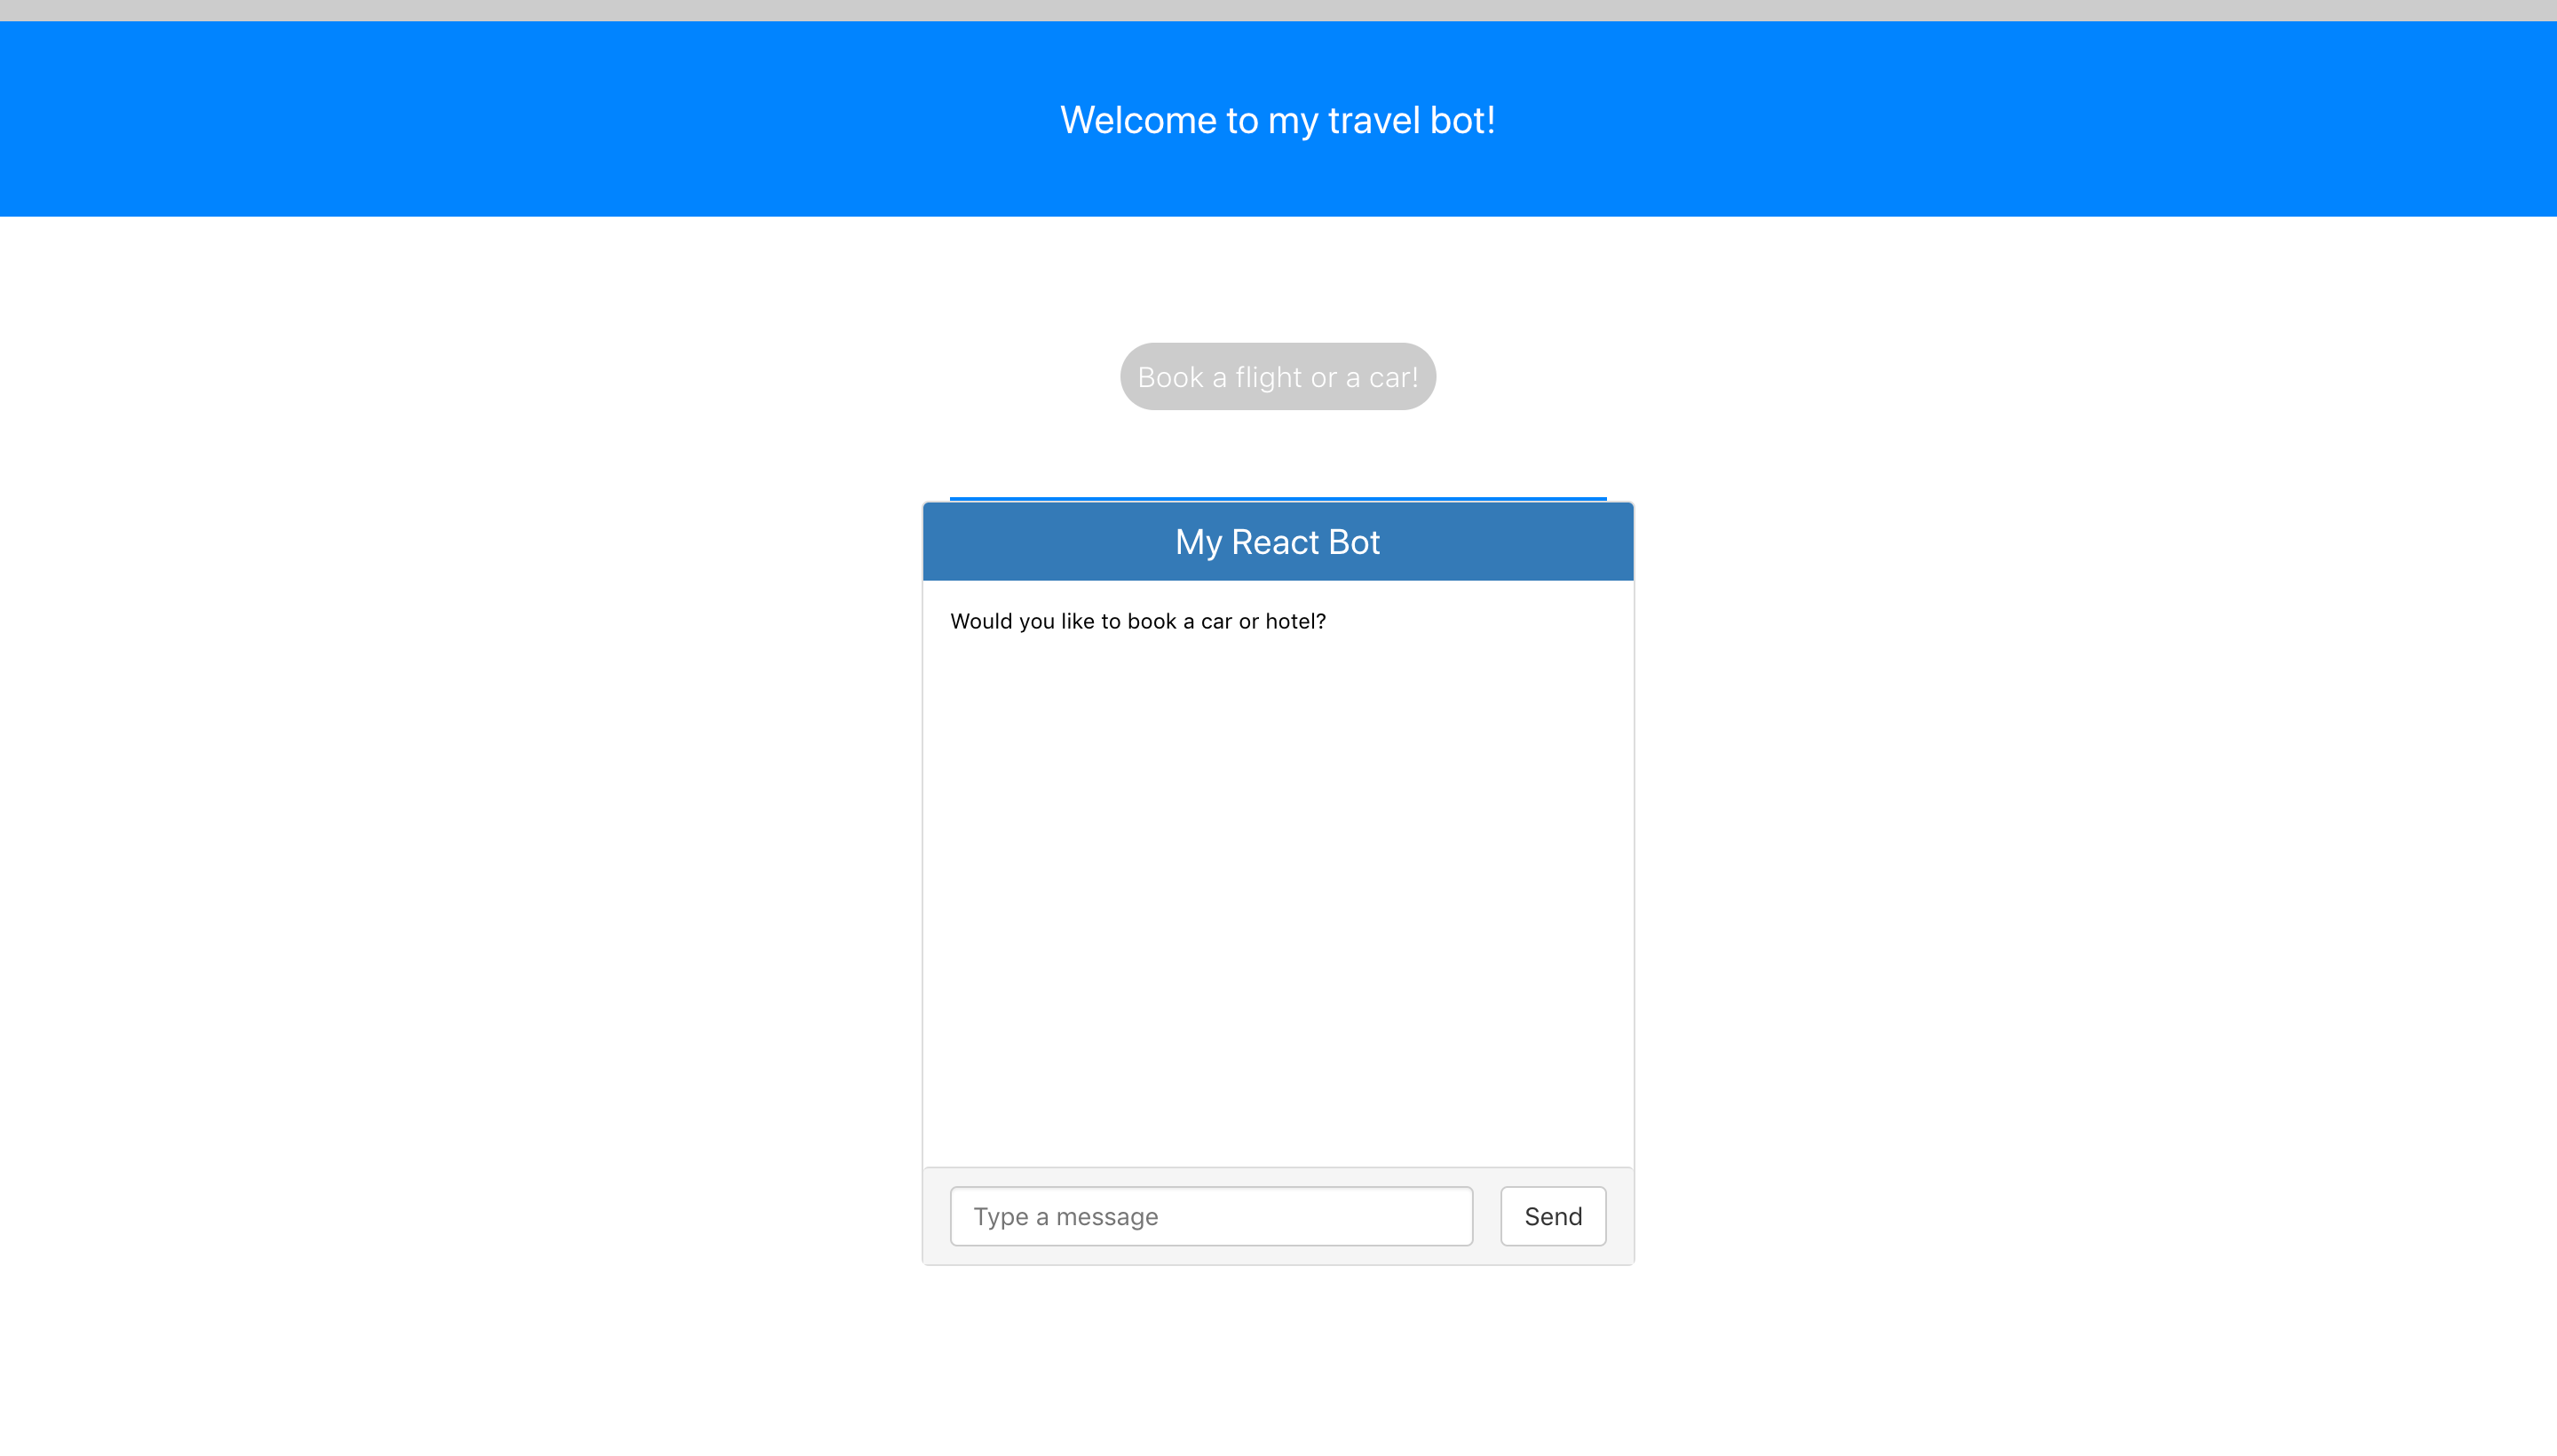 Welcome to my travel bot!
Book a flight or a car!
My React Bot
Would you like to book a car or hotel?
Type a message
Send